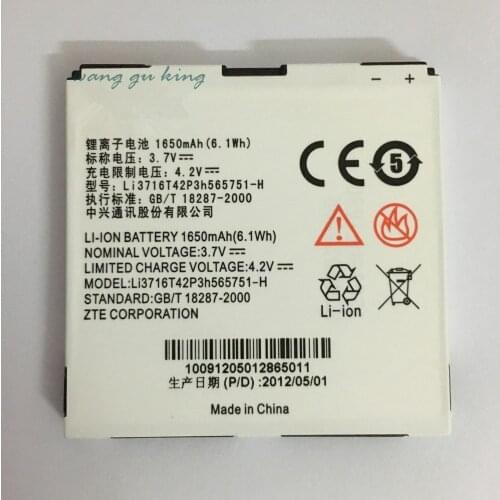 wang gu king
− +
锂离子电池 1650mAh(6.1Wh)
标称电压: 3.7V⎓
充电限制电压: 4.2V⎓
型号: Li3716T42P3h565751-H
执行标准: GB/T 18287-2000
中兴通讯股份有限公司
CE 5
LI-ION BATTERY 1650mAh(6.1Wh)
NOMINAL VOLTAGE:3.7V⎓
LIMITED CHARGE VOLTAGE:4.2V⎓
MODEL:Li3716T42P3h565751-H
STANDARD:GB/T 18287-2000
ZTE CORPORATION
Li-ion
10091205012865011
生产日期 (P/D) :2012/05/01
Made in China